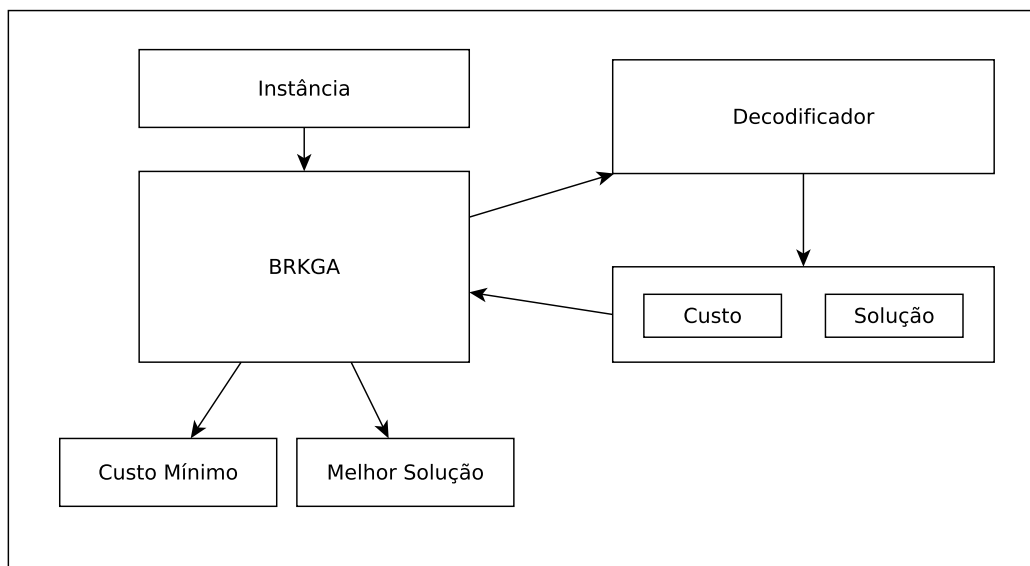 Instância
Decodificador
BRKGA
Custo
Solução
Custo Mínimo
Melhor Solução